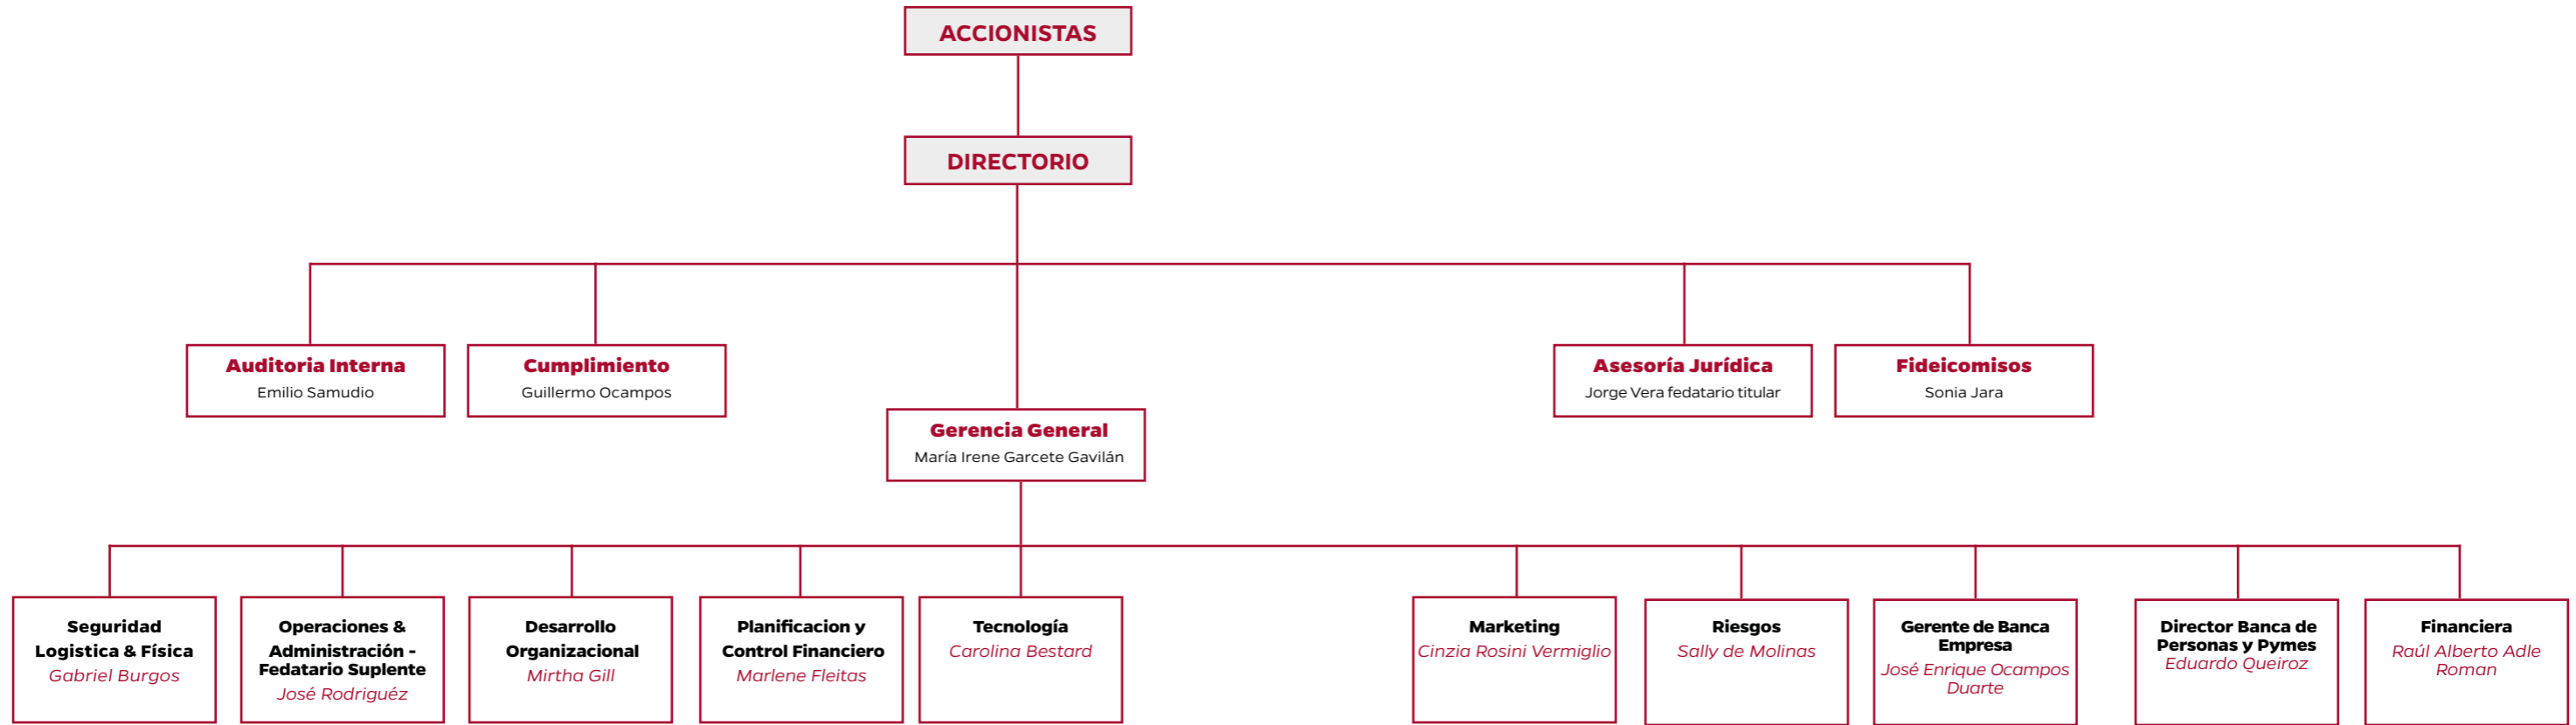 ACCIONISTAS
DIRECTORIO
Auditoria Interna
Emilio Samudio
Cumplimiento
Guillermo Ocampos
Asesoría Jurídica
Jorge Vera fedatario titular
Fideicomisos
Sonia Jara
Gerencia General
María Irene Garcete Gavilán
Seguridad
Logistica & Física
Gabriel Burgos
Operaciones &
Administración -
Fedatario Suplente
José Rodriguéz
Desarrollo
Organizacional
Mirtha Gill
Planificacion y
Control Financiero
Marlene Fleitas
Tecnología
Carolina Bestard
Marketing
Cinzia Rosini Vermiglio
Riesgos
Sally de Molinas
Gerente de Banca
Empresa
José Enrique Ocampos
Duarte
Director Banca de
Personas y Pymes
Eduardo Queiroz
Financiera
Raúl Alberto Adle
Roman